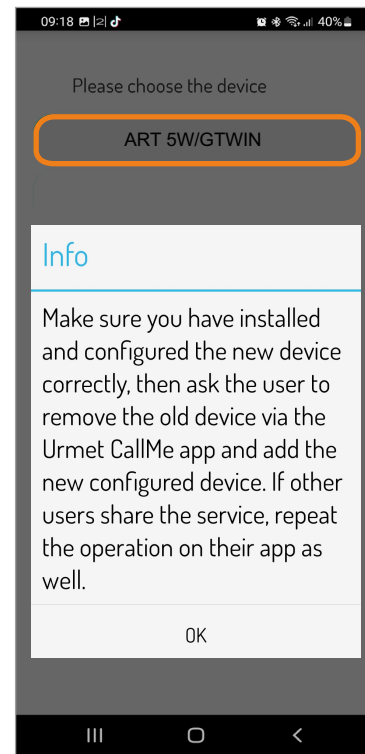 09:18
40%
Please choose the device
ART 5W/GTWIN
Info
Make sure you have installed
and configured the new device
correctly, then ask the user to
remove the old device via the
Urmet CallMe app and add the
new configured device. If other
users share the service, repeat
the operation on their app as
well.
OK